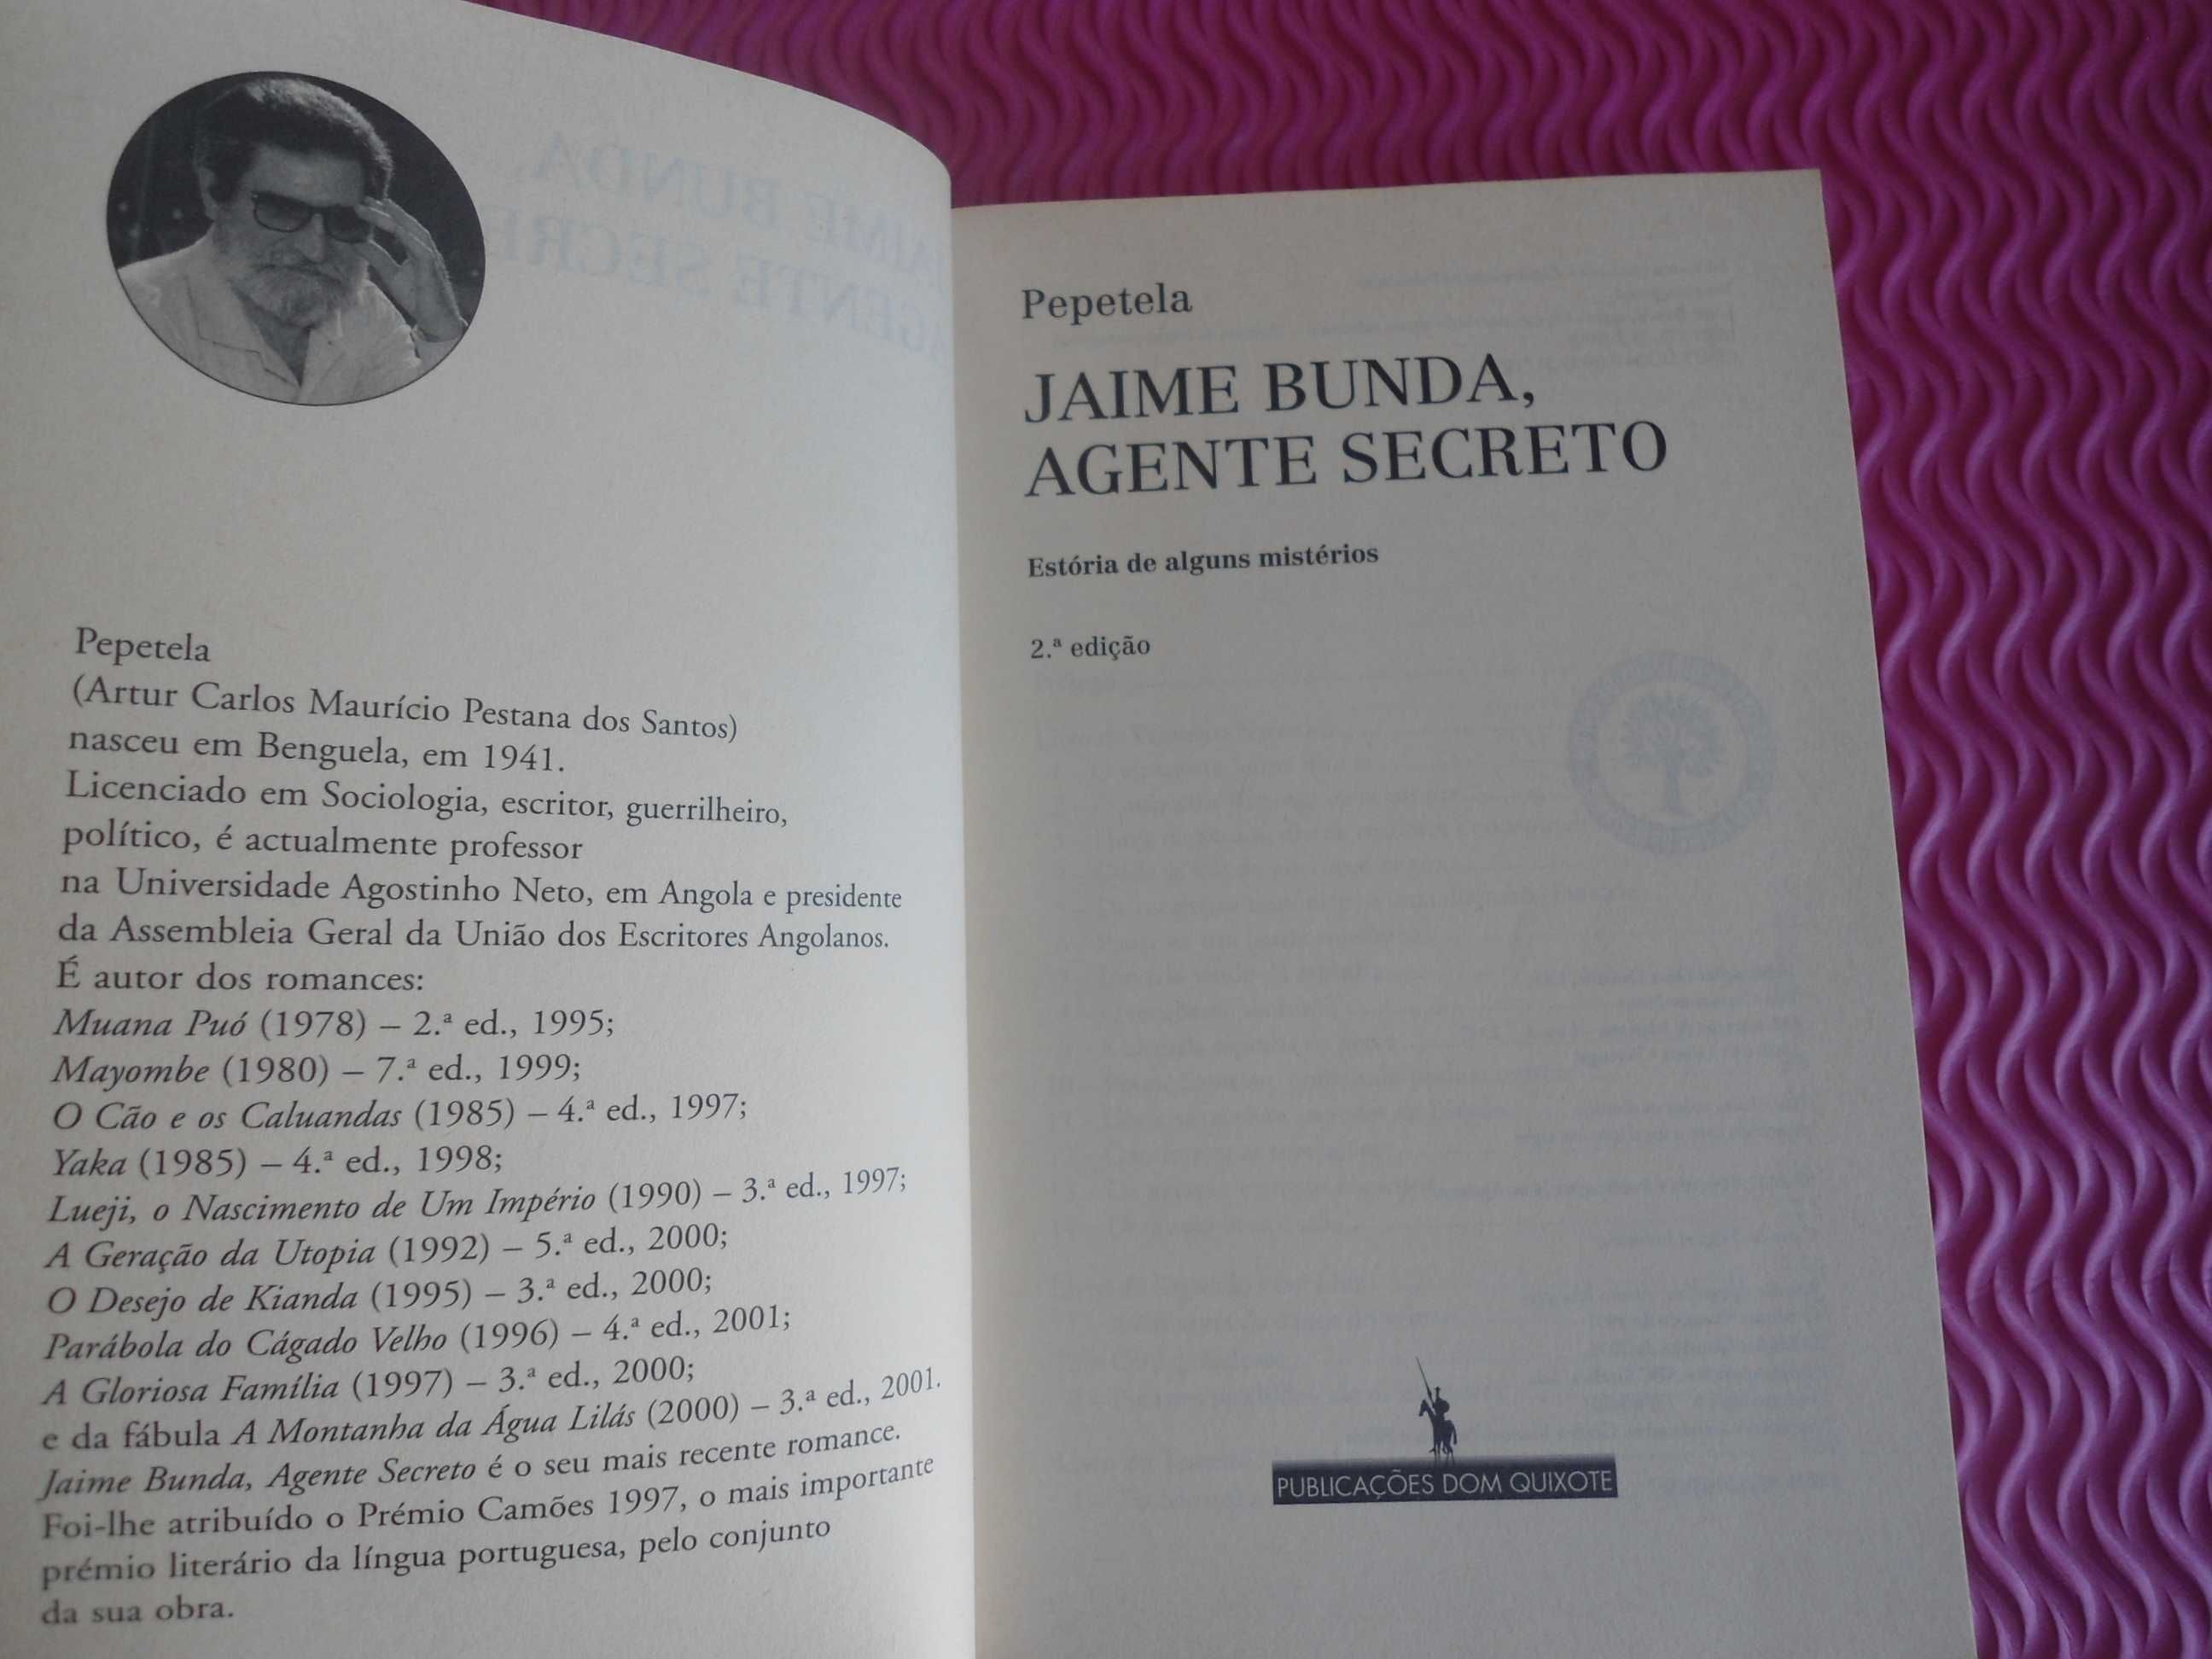 Pepetela
(Artur Carlos Maurício Pestana dos Santos)
nasceu em Benguela, em 1941.
Licenciado em Sociologia, escritor, guerrilheiro,
político, é actualmente professor
na Universidade Agostinho Neto, em Angola e presidente
da Assembleia Geral da União dos Escritores Angolanos.
É autor dos romances:
Muana Puó (1978) – 2.ª ed., 1995;
Mayombe (1980) – 7.ª ed., 1999;
O Cão e os Caluandas (1985) – 4.ª ed., 1997;
Yaka (1985) – 4.ª ed., 1998;
Lueji, o Nascimento de Um Império (1990) – 3.ª ed., 1997;
A Geração da Utopia (1992) – 5.ª ed., 2000;
O Desejo de Kianda (1995) – 3.ª ed., 2000;
Parábola do Cágado Velho (1996) – 4.ª ed., 2001;
A Gloriosa Família (1997) – 3.ª ed., 2000;
e da fábula A Montanha da Água Lilás (2000) – 3.ª ed., 2001.
Jaime Bunda, Agente Secreto é o seu mais recente romance.
Foi-lhe atribuído o Prémio Camões 1997, o mais importante
prémio literário da língua portuguesa, pelo conjunto
da sua obra.
Pepetela
JAIME BUNDA,
AGENTE SECRETO
Estória de alguns mistérios
2.ª edição
PUBLICAÇÕES DOM QUIXOTE